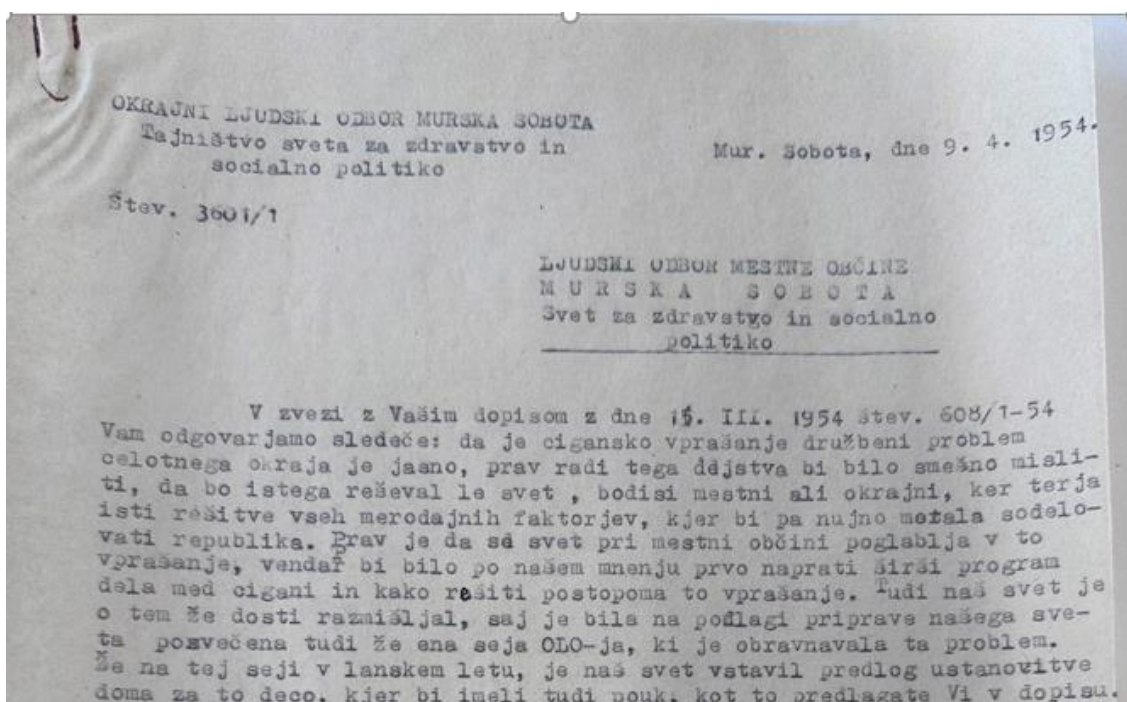 OKRAJNI LJUDSKI ODBOR MURSKA SOBOTA
Tajništvo sveta za zdravstvo in
socialno politiko
Mur. Sobota, dne 9. 4. 1954.
Štev. 3601/1
LJUDSKI ODBOR MESTNE OBČINE
M U R S K A   S O B O T A
Svet za zdravstvo in socialno
politiko
V zvezi z Vašim dopisom z dne 15. III. 1954 štev. 608/1-54
Vam odgovarjamo sledeče: da je cigansko vprašanje družbeni problem
celotnega okraja je jasno, prav radi tega dejstva bi bilo smešno misli-
ti, da bo istega reševal le svet , bodisi mestni ali okrajni, ker terja
isti rešitve vseh merodajnih faktorjev, kjer bi pa nujno morala sodelo-
vati republika. Prav je da se svet pri mestni občini poglablja v to
vprašanje, vendar bi bilo po našem mnenju prvo naprati širši program
dela med cigani in kako rešiti postopoma to vprašanje. Tudi naš svet je
o tem že dosti razmišljal, saj je bila na podlagi priprave našega sve-
ta posvečena tudi že ena seja OLO-ja, ki je obravnavala ta problem.
Že na tej seji v lanskem letu, je naš svet vstavil predlog ustanovitve
doma za to deco, kjer bi imeli tudi pouk, kot to predlagate Vi v dopisu.